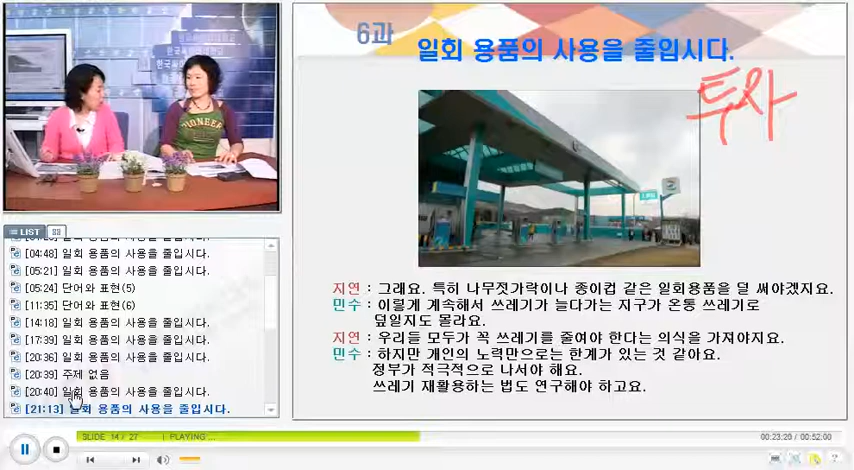 6과
일회 용품의 사용을 줄입시다.
투사
지연 : 그래요. 특히 나무젓가락이나 종이컵 같은 일회용품을 덜 써야겠지요.
민수 : 이렇게 계속해서 쓰레기가 늘다가는 지구가 온통 쓰레기로
덮일지도 몰라요.
지연 : 우리들 모두가 꼭 쓰레기를 줄여야 한다는 의식을 가져야지요.
민수 : 하지만 개인의 노력만으로는 한계가 있는 것 같아요.
정부가 적극적으로 나서야 해요.
쓰레기 재활용하는 법도 연구해야 하고요.
PIONEER
LIST
[04:48] 일회 용품의 사용을 줄입시다.
[05:21] 일회 용품의 사용을 줄입시다.
[05:24] 단어와 표현(5)
[11:35] 단어와 표현(6)
[14:18] 일회 용품의 사용을 줄입시다.
[17:39] 일회 용품의 사용을 줄입시다.
[20:36] 일회 용품의 사용을 줄입시다.
[20:39] 주제 없음
[20:40] 일회 용품의 사용을 줄입시다.
[21:13] 일회 용품의 사용을 줄입시다.
SLIDE 14 / 27 | PLAYING...
00:23:20 / 00:52:00